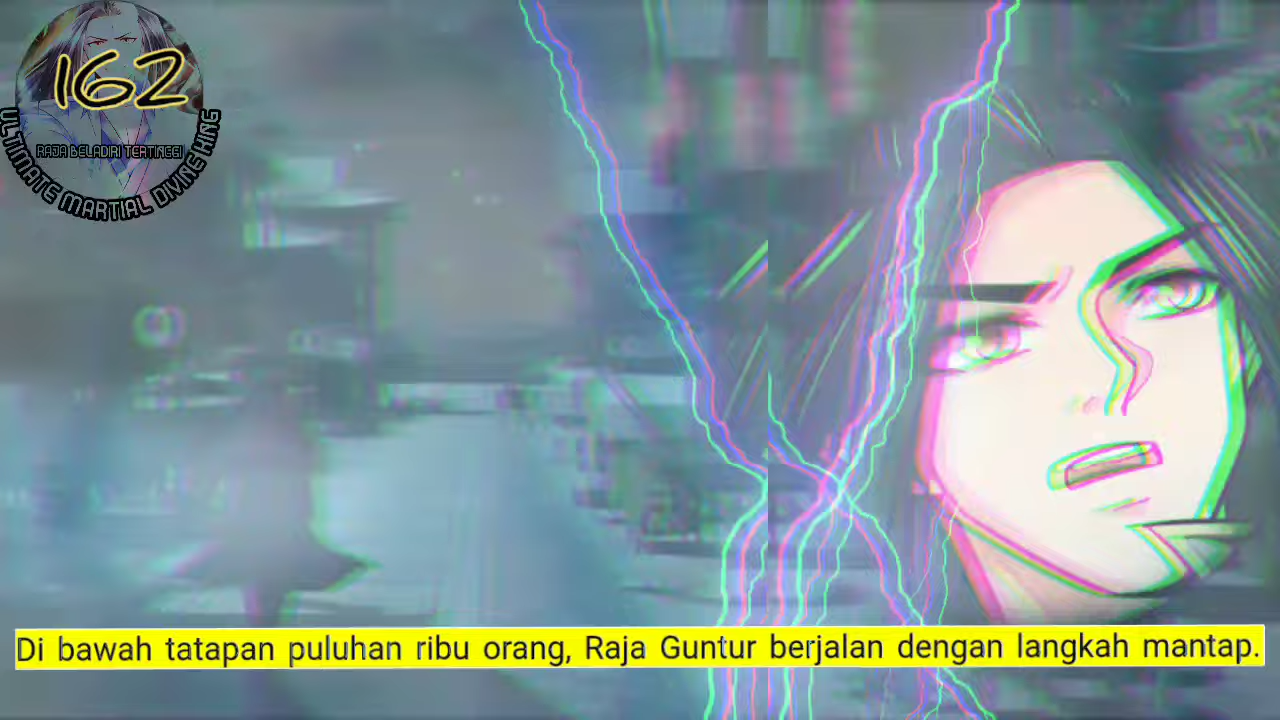 162
RAJA BELADIRI TERTINGGI
ULTIMATE MARTIAL DIVINE KING
Di bawah tatapan puluhan ribu orang, Raja Guntur berjalan dengan langkah mantap.